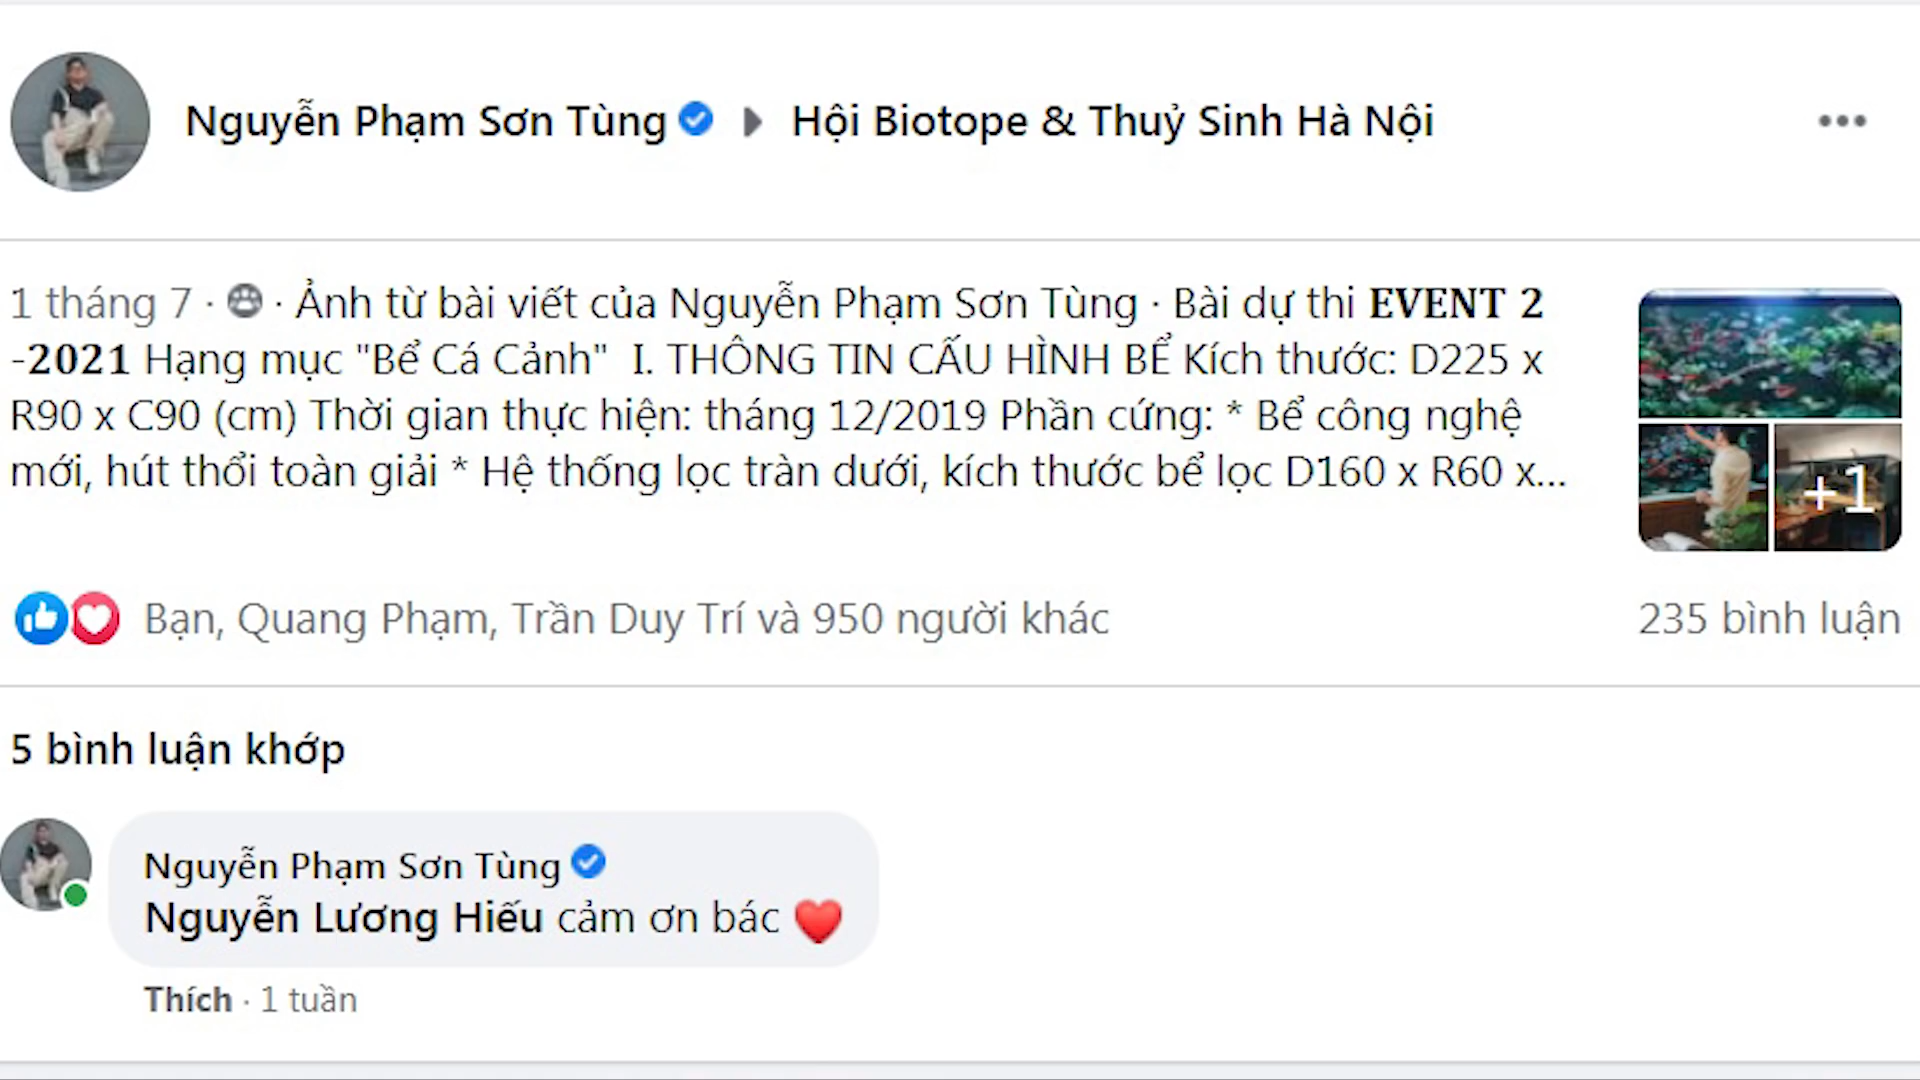 Nguyễn Phạm Sơn Tùng Hội Biotope & Thuỷ Sinh Hà Nội
1 tháng 7 · · Ảnh từ bài viết của Nguyễn Phạm Sơn Tùng · Bài dự thi EVENT 2
-2021 Hạng mục "Bể Cá Cảnh" I. THÔNG TIN CẤU HÌNH BỂ Kích thước: D225 x
R90 x C90 (cm) Thời gian thực hiện: tháng 12/2019 Phần cứng: * Bể công nghệ
mới, hút thổi toàn giải * Hệ thống lọc tràn dưới, kích thước bể lọc D160 x R60 x...
+1
Bạn, Quang Phạm, Trần Duy Trí và 950 người khác 235 bình luận
5 bình luận khớp
Nguyễn Phạm Sơn Tùng
Nguyễn Lương Hiếu cảm ơn bác ❤️
Thích · 1 tuần